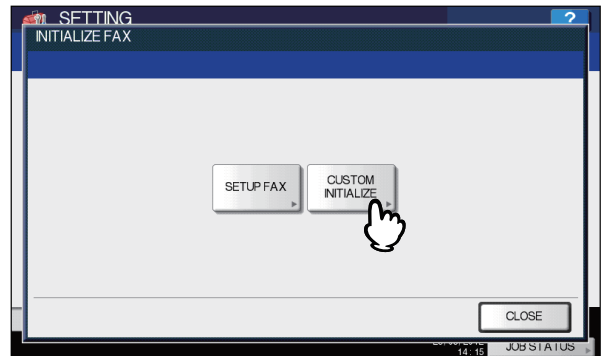 SETTING
?
INITIALIZE FAX
SETUP FAX
CUSTOM
INITIALIZE
CLOSE
14:15
JOB STATUS